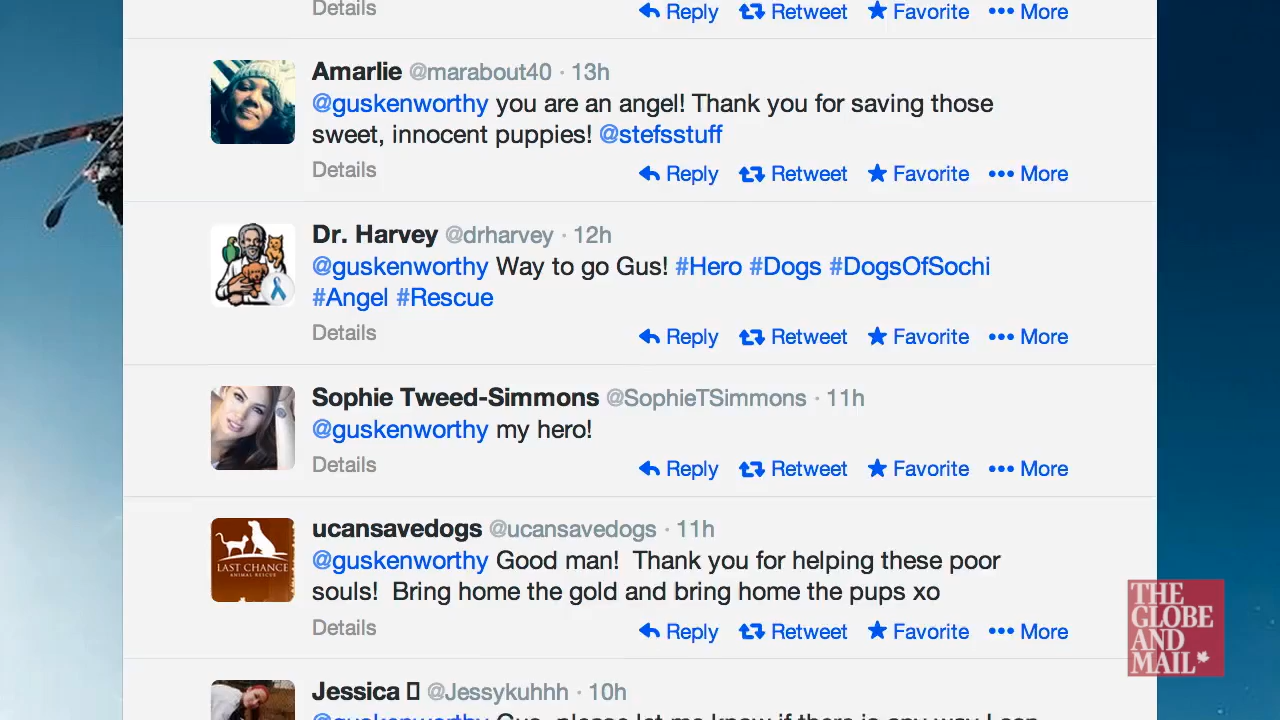 Details
Reply Retweet Favorite More
Amarlie @marabout40 · 13h
@guskenworthy you are an angel! Thank you for saving those
sweet, innocent puppies! @stefsstuff
Details
Reply Retweet Favorite More
Dr. Harvey @drharvey · 12h
@guskenworthy Way to go Gus! #Hero #Dogs #DogsOfSochi
#Angel #Rescue
Details
Reply Retweet Favorite More
Sophie Tweed-Simmons @SophieTSimmons · 11h
@guskenworthy my hero!
Details
Reply Retweet Favorite More
ucansavedogs @ucansavedogs · 11h
LAST CHANCE
ANIMAL RESCUE
@guskenworthy Good man!  Thank you for helping these poor
souls!  Bring home the gold and bring home the pups xo
Details
Reply Retweet Favorite More
THE
GLOBE
AND
MAIL
Jessica @Jessykuhhh · 10h
@guskenworthy Gus, please let me know if there is any way I can